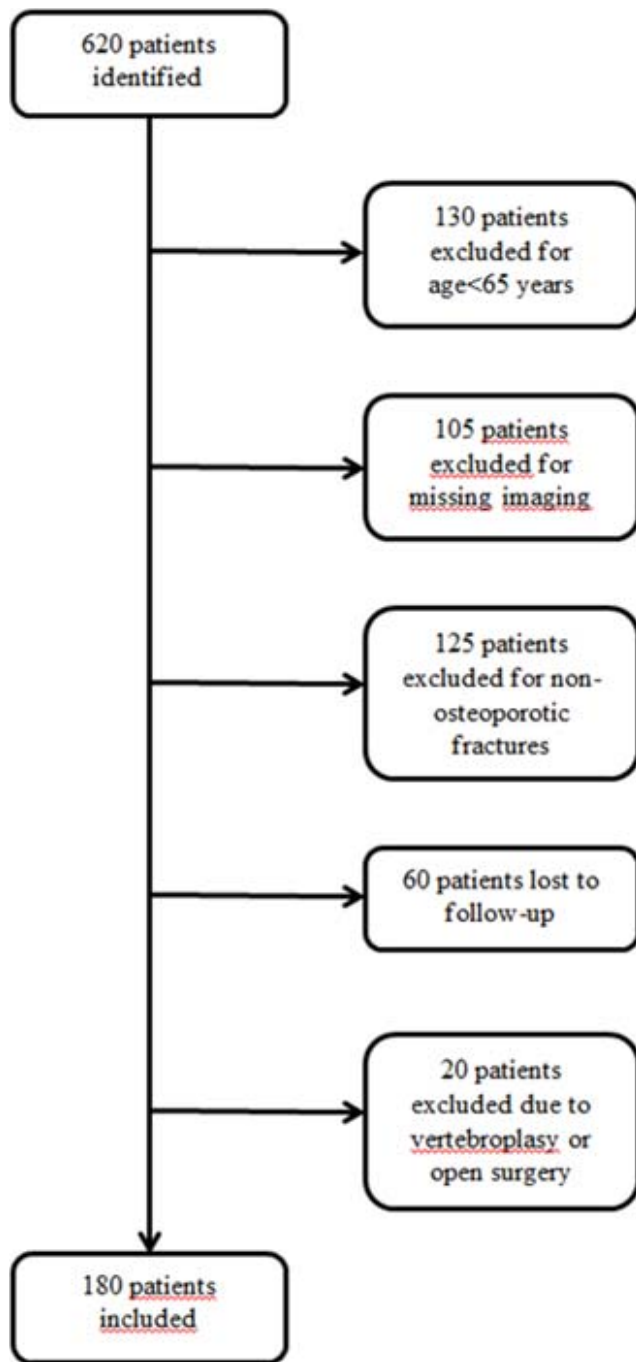 620 patients
identified
130 patients
excluded for
age<65 years
105 patients
excluded for
missing imaging
125 patients
excluded for non-
osteoporotic
fractures
60 patients lost to
follow-up
20 patients
excluded due to
vertebroplasy or
open surgery
180 patients
included